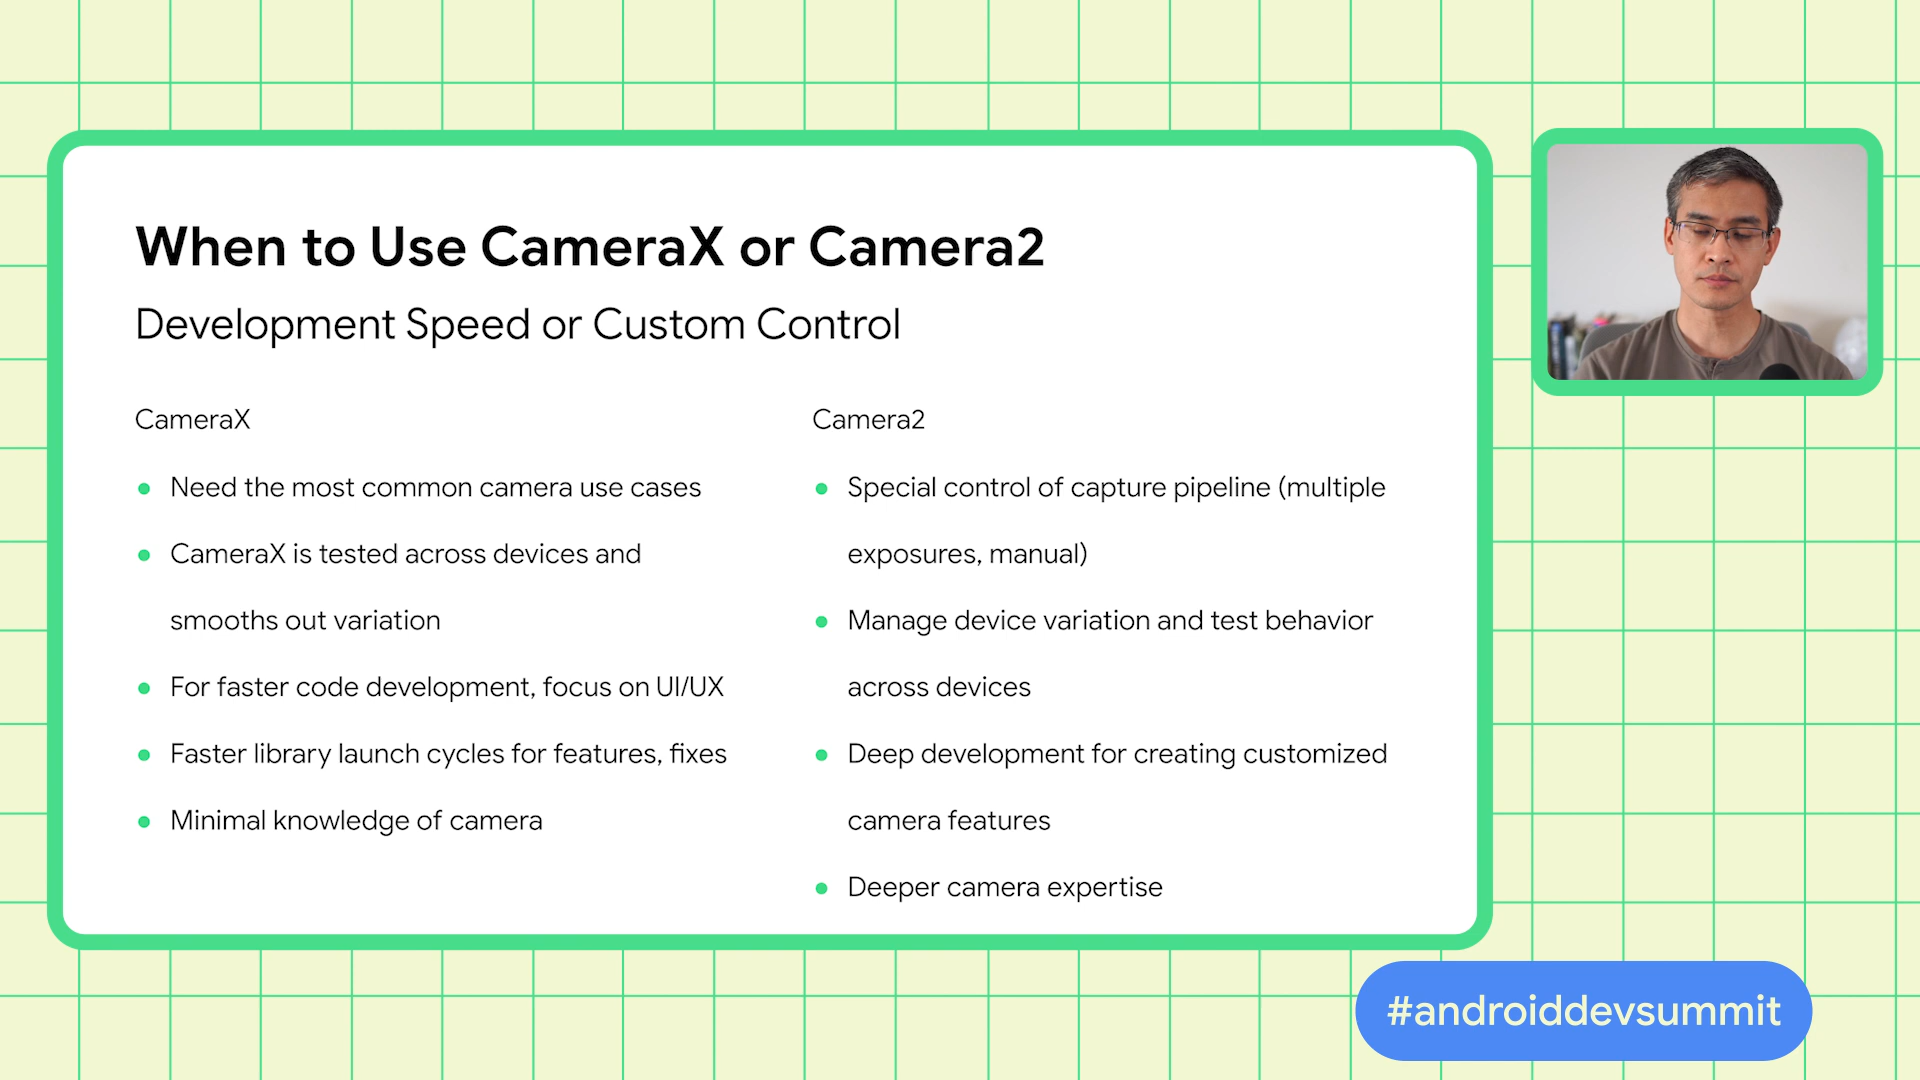 When to Use CameraX or Camera2
Development Speed or Custom Control
CameraX
Need the most common camera use cases
CameraX is tested across devices and
smooths out variation
For faster code development, focus on UI/UX
Faster library launch cycles for features, fixes
Minimal knowledge of camera
Camera2
Special control of capture pipeline (multiple
exposures, manual)
Manage device variation and test behavior
across devices
Deep development for creating customized
camera features
Deeper camera expertise
#androiddevsummit